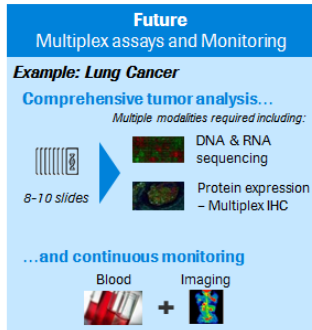 Future
Multiplex assays and Monitoring
Example: Lung Cancer
Comprehensive tumor analysis...
Multiple modalities required including:
DNA & RNA
sequencing
8-10 slides
Protein expression
– Multiplex IHC
...and continuous monitoring
Blood
Imaging
+